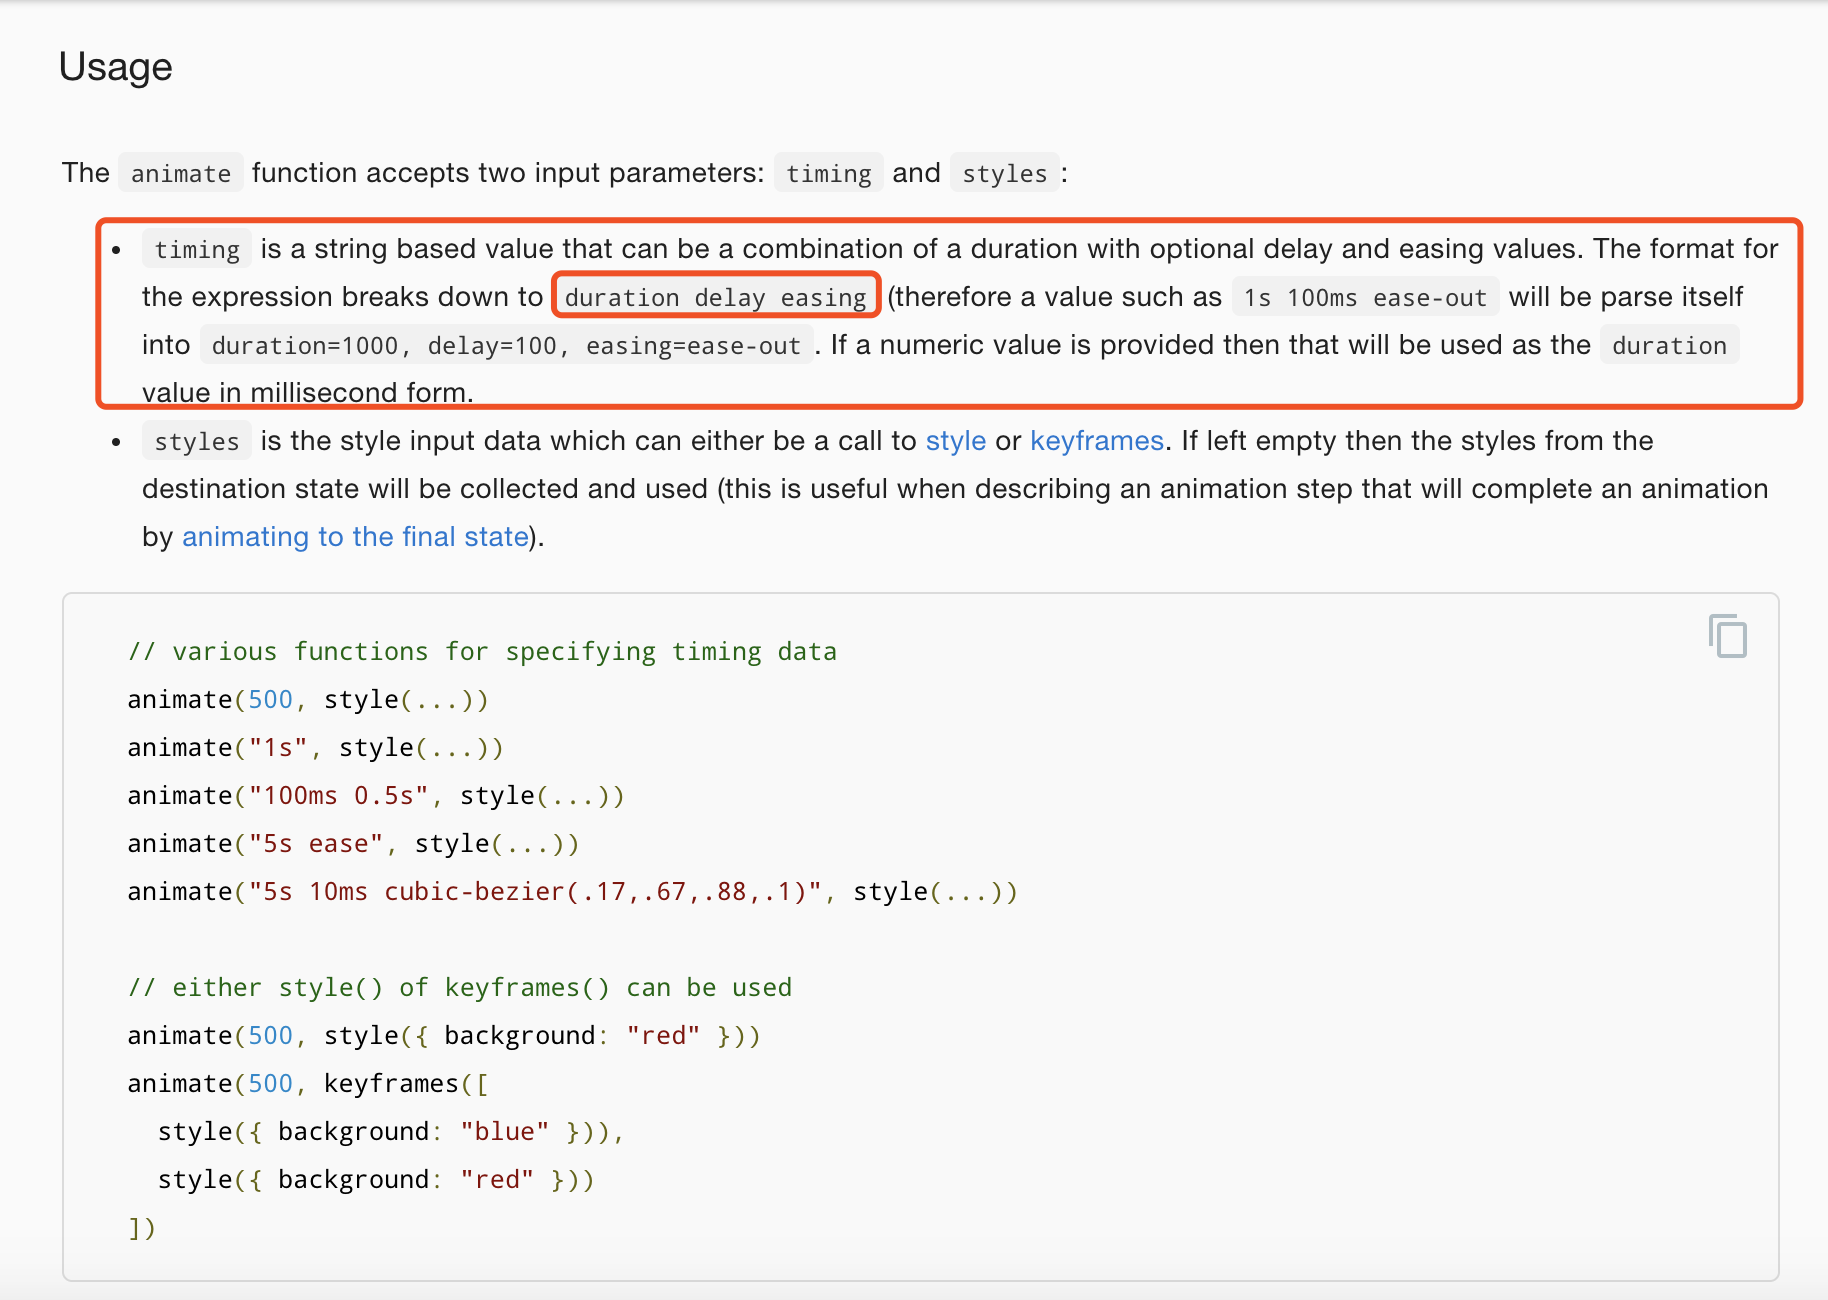 Usage
The animate function accepts two input parameters: timing and styles:
• timing is a string based value that can be a combination of a duration with optional delay and easing values. The format for
the expression breaks down to duration delay easing (therefore a value such as 1s 100ms ease-out will be parse itself
into duration=1000, delay=100, easing=ease-out. If a numeric value is provided then that will be used as the duration
value in millisecond form.
• styles is the style input data which can either be a call to style or keyframes. If left empty then the styles from the
destination state will be collected and used (this is useful when describing an animation step that will complete an animation
by animating to the final state).
// various functions for specifying timing data
animate(500, style(...))
animate("1s", style(...))
animate("100ms 0.5s", style(...))
animate("5s ease", style(...))
animate("5s 10ms cubic-bezier(.17,.67,.88,.1)", style(...))
// either style() of keyframes() can be used
animate(500, style({ background: "red" }))
animate(500, keyframes([
  style({ background: "blue" })),
  style({ background: "red" }))
])